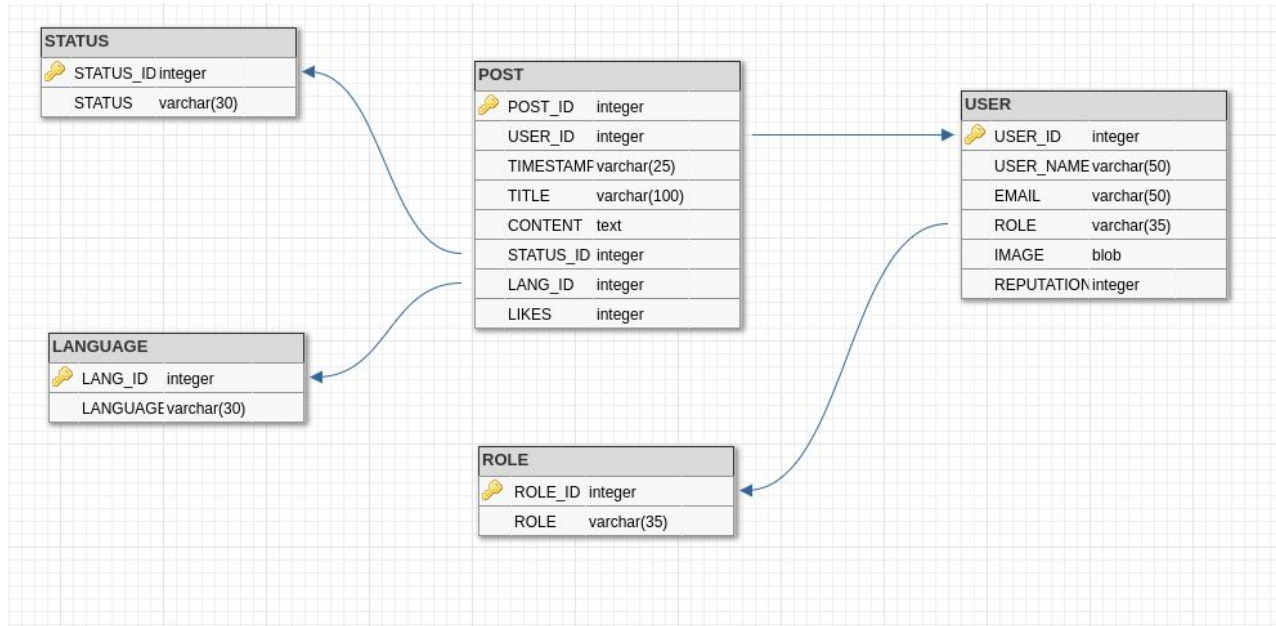 STATUS
STATUS_ID integer
STATUS varchar(30)
POST
POST_ID integer
USER_ID integer
TIMESTAMP varchar(25)
TITLE varchar(100)
CONTENT text
STATUS_ID integer
LANG_ID integer
LIKES integer
USER
USER_ID integer
USER_NAME varchar(50)
EMAIL varchar(50)
ROLE varchar(35)
IMAGE blob
REPUTATION integer
LANGUAGE
LANG_ID integer
LANGUAGE varchar(30)
ROLE
ROLE_ID integer
ROLE varchar(35)